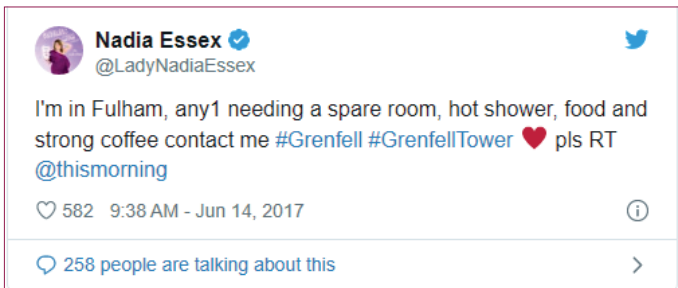 Nadia Essex
@LadyNadiaEssex
I'm in Fulham, any1 needing a spare room, hot shower, food and
strong coffee contact me #Grenfell #GrenfellTower ❤ pls RT
@thismorning
582 9:38 AM - Jun 14, 2017
258 people are talking about this